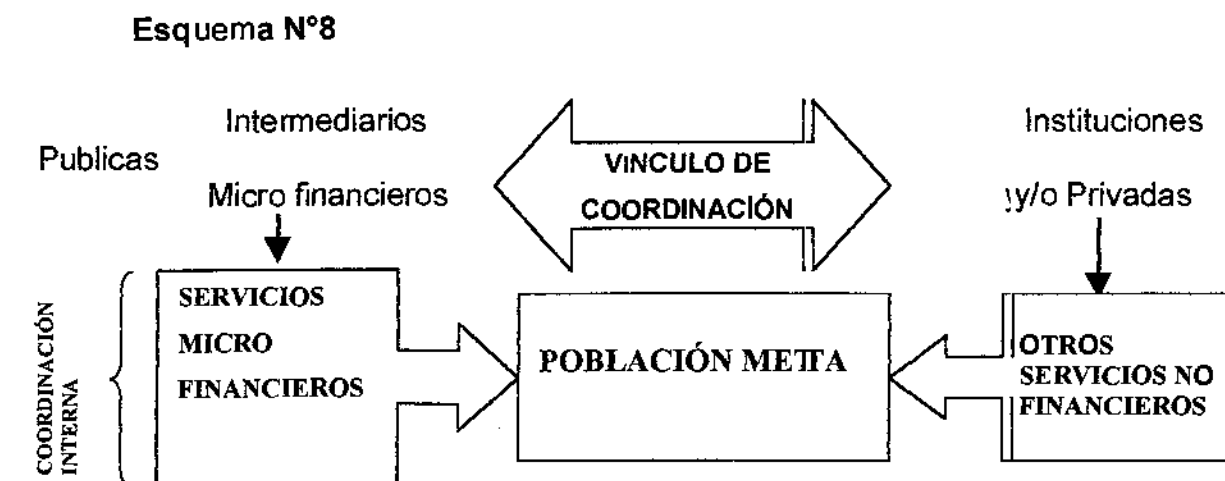 Esquema N°8
Intermediarios
Instituciones
Publicas
Micro financieros
y/o Privadas
VINCULO DE
COORDINACIÓN
COORDINACIÓN
INTERNA
SERVICIOS
MICRO
FINANCIEROS
POBLACIÓN META
OTROS
SERVICIOS NO
FINANCIEROS